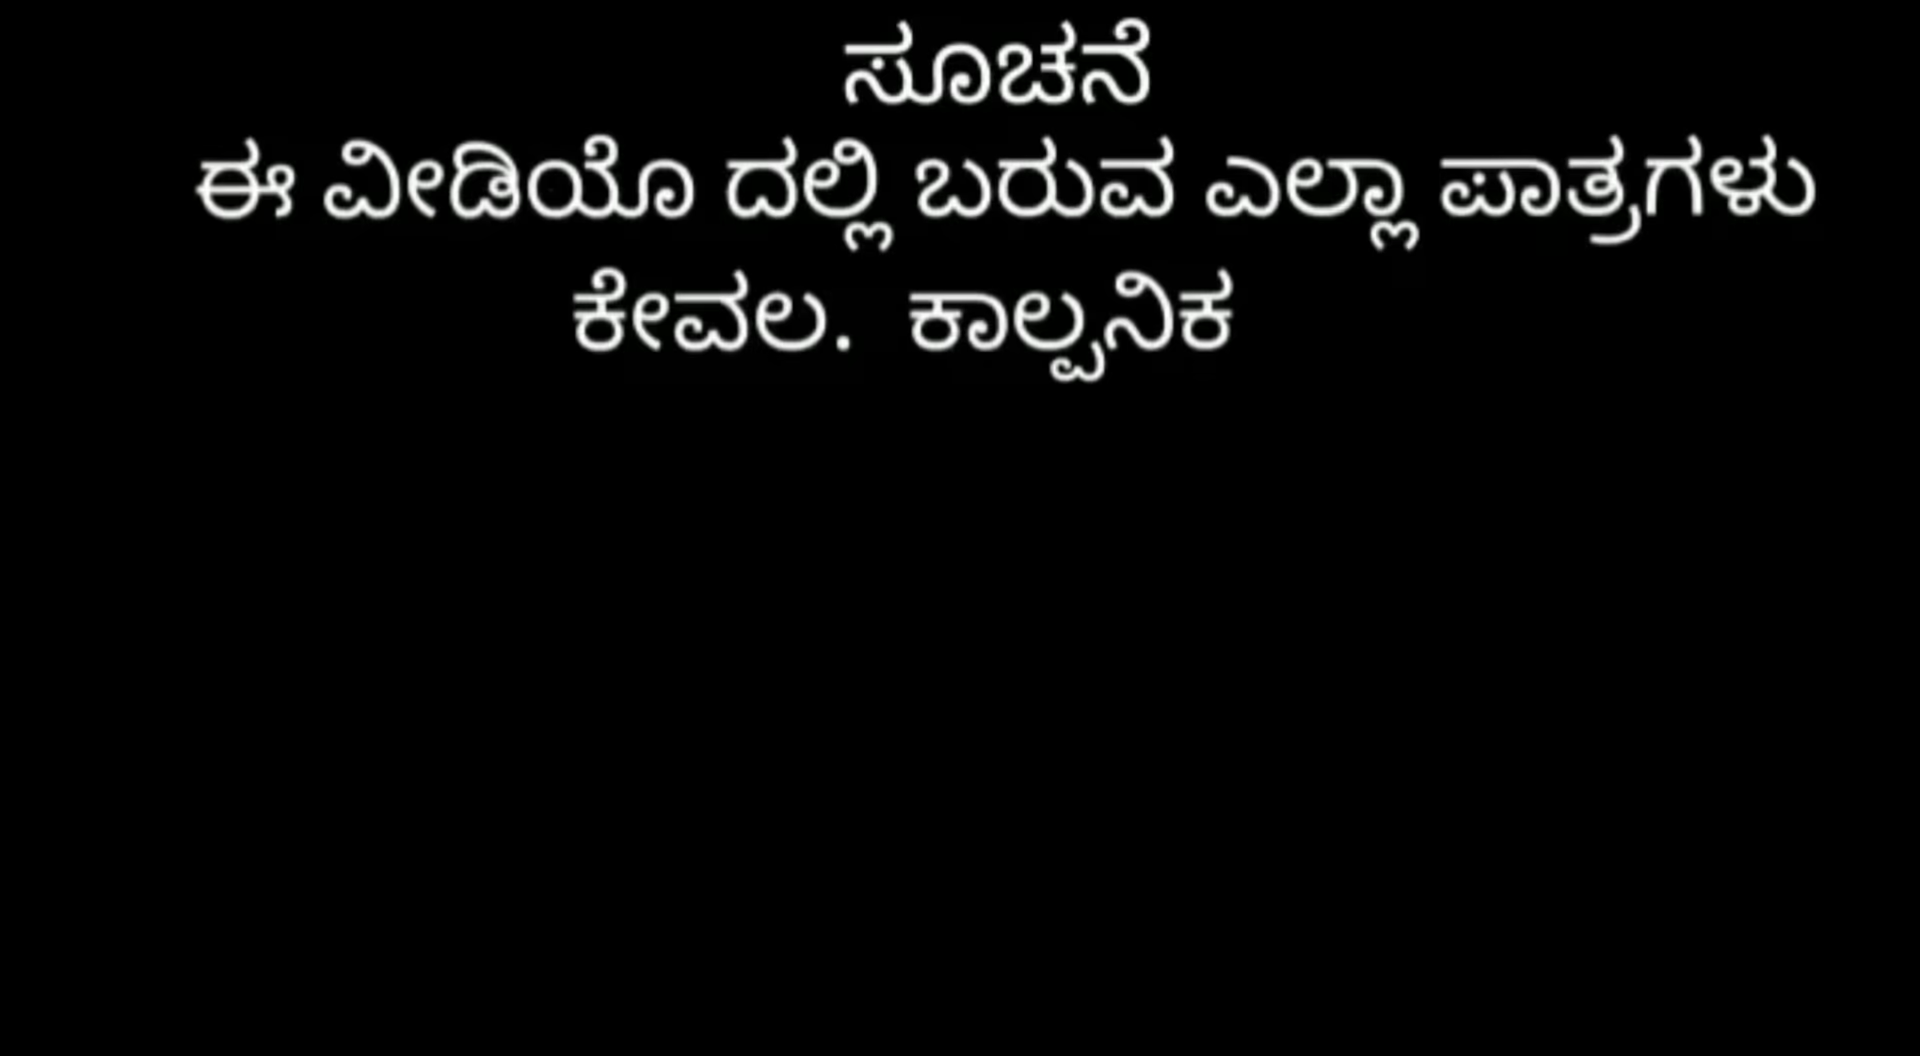 ಸೂಚನೆ
ಈ ವೀಡಿಯೊ ದಲ್ಲಿ ಬರುವ ಎಲ್ಲಾ ಪಾತ್ರಗಳು
ಕೇವಲ. ಕಾಲ್ಪನಿಕ